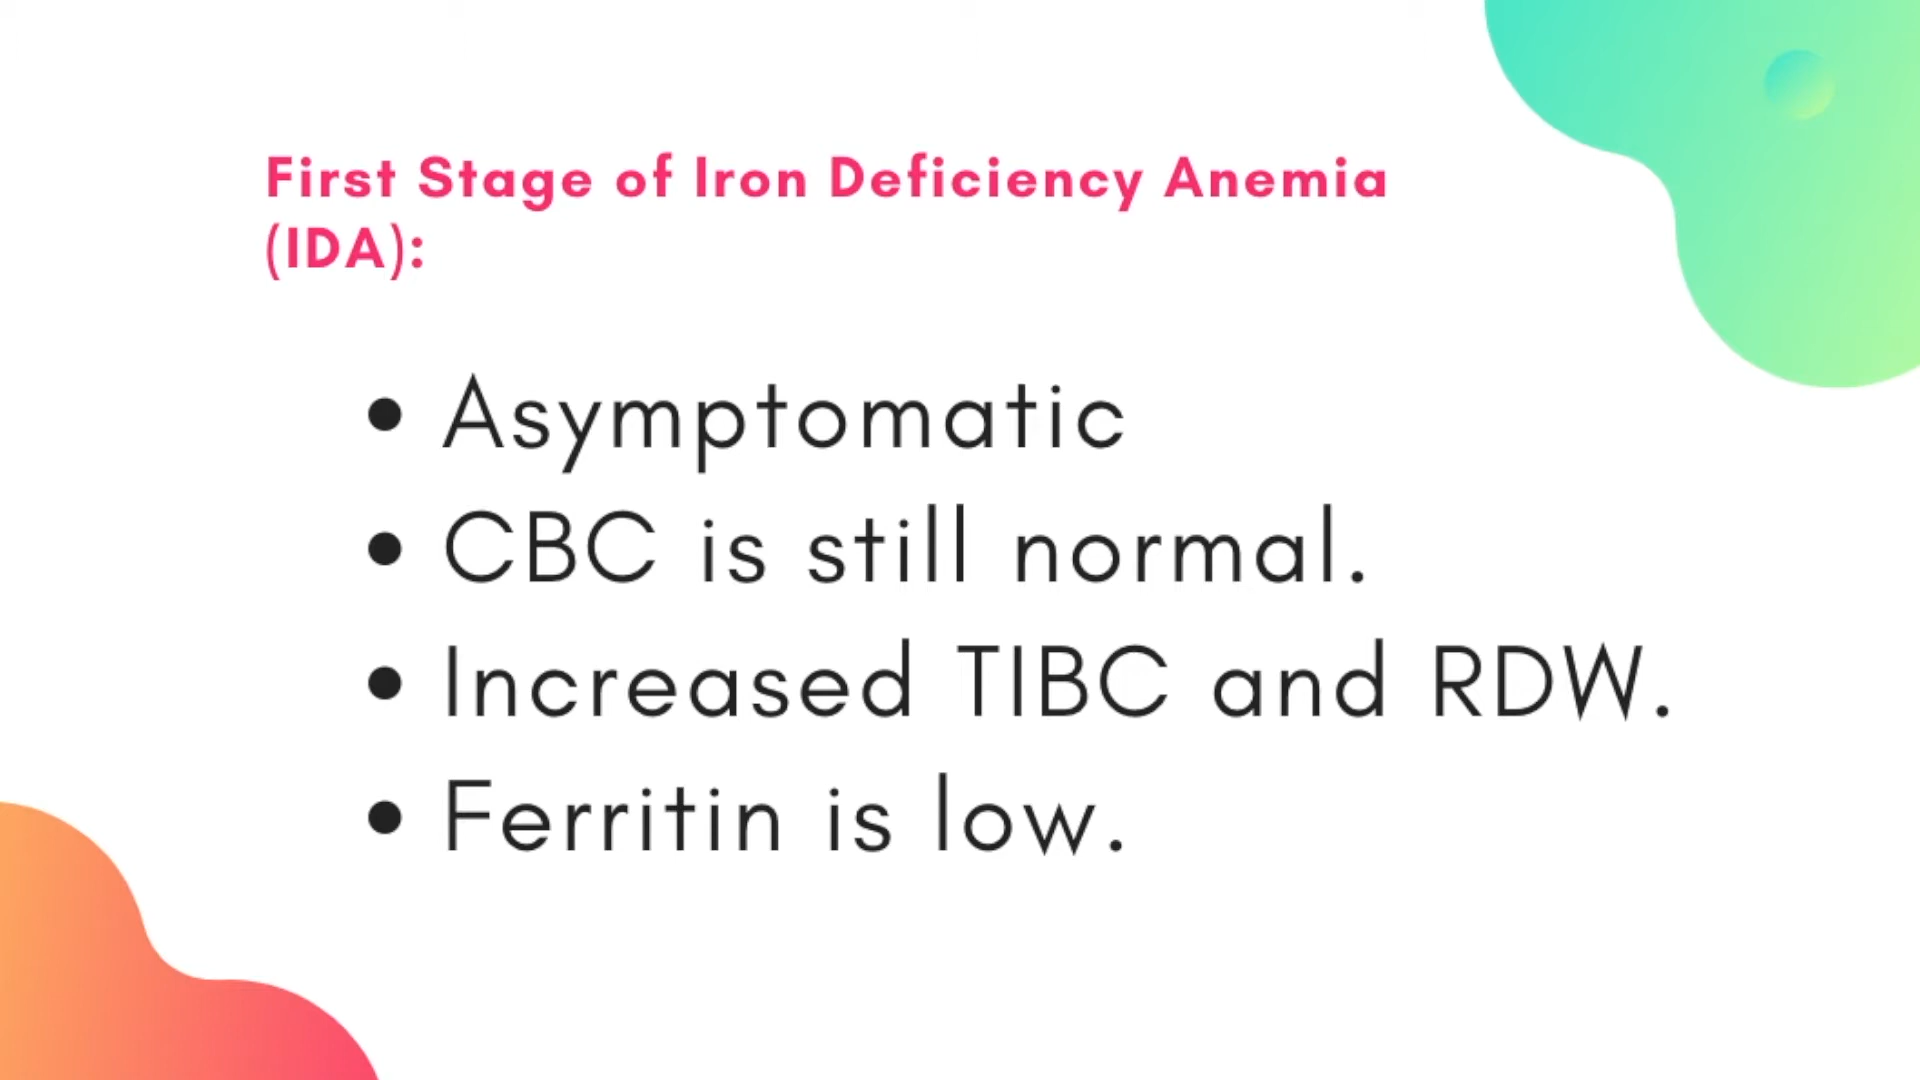 First Stage of Iron Deficiency Anemia
(IDA):
• Asymptomatic
• CBC is still normal.
• Increased TIBC and RDW.
• Ferritin is low.